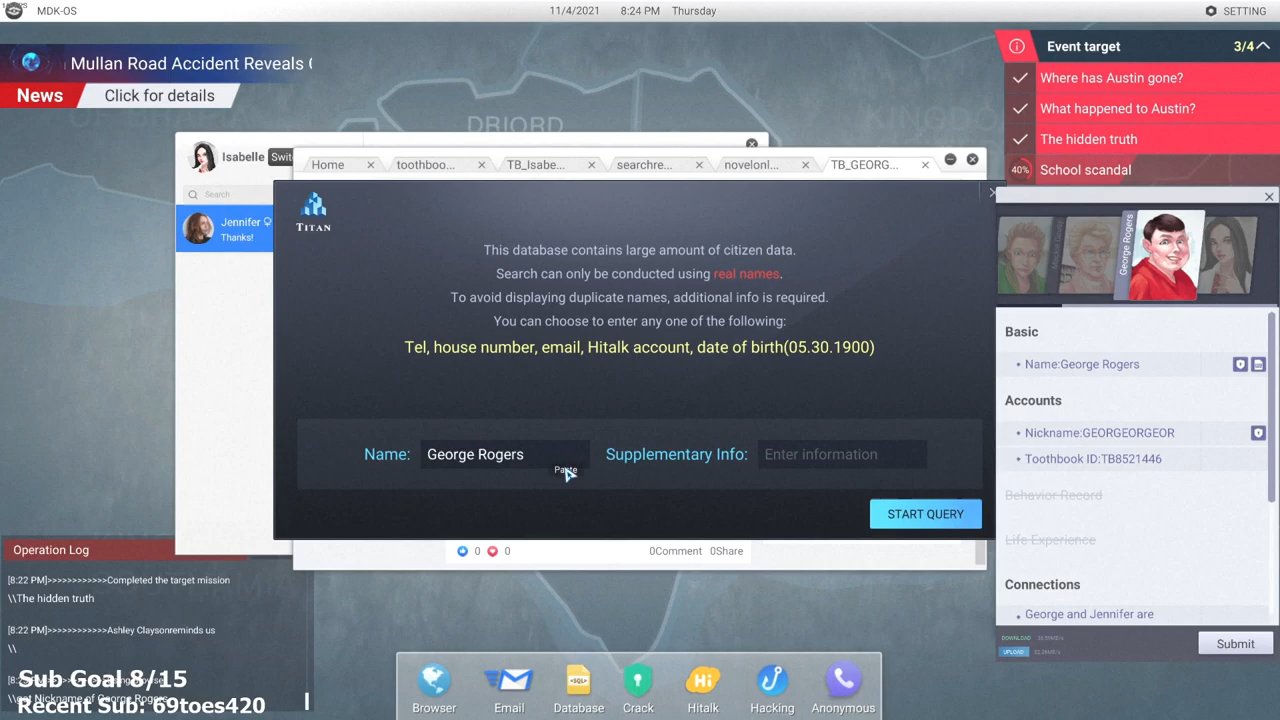 MDK-OS
11/4/2021 8:24 PM Thursday
SETTING
Mullan Road Accident Reveals
News
Click for details
DRIORD
Event target
3/4
Where has Austin gone?
What happened to Austin?
The hidden truth
40%
School scandal
Isabelle
Search
Jennifer
Thanks!
Home
toothboo...
TB_Isabe...
searchre...
novelonl...
TB_GEORG...
TITAN
This database contains large amount of citizen data.
Search can only be conducted using real names.
To avoid displaying duplicate names, additional info is required.
You can choose to enter any one of the following:
Tel, house number, email, Hitalk account, date of birth(05.30.1900)
Name:
George Rogers
Supplementary Info:
Enter information
Paste
START QUERY
0
0
0Comment
0Share
George Rogers
Basic
Name:George Rogers
Accounts
Nickname:GEORGEORGEOR
Toothbook ID:TB8521446
Behavior Record
Life Experience
Connections
George and Jennifer are
DOWNLOAD
UPLOAD
Submit
Operation Log
[8:22 PM]>>>>>>>>>>>>Completed the target mission
\\The hidden truth
[8:22 PM]>>>>>>>>>>>>Ashley Claysonreminds us
\\
Sub Goal 8/15
Recent Sub: 69toes420
Browser
Email
Database
Crack
Hitalk
Hacking
Anonymous